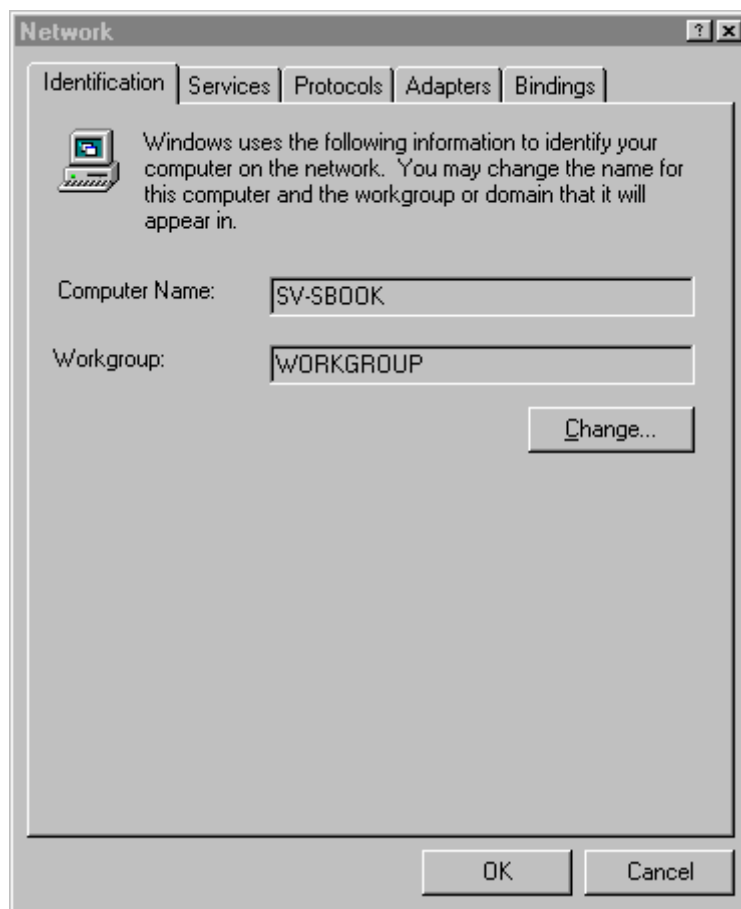 Network
Identification Services Protocols Adapters Bindings
Windows uses the following information to identify your
computer on the network. You may change the name for
this computer and the workgroup or domain that it will
appear in.
Computer Name: SV-SBOOK
Workgroup: WORKGROUP
Change...
OK Cancel